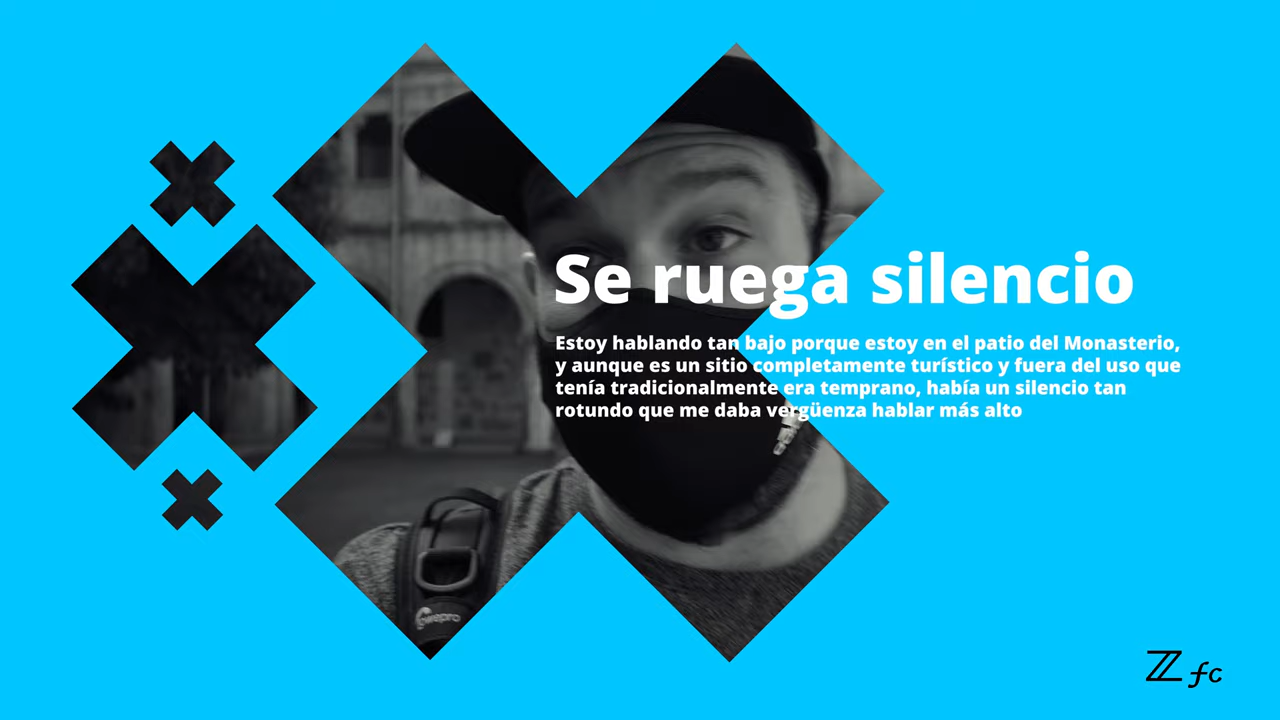 Se ruega silencio
Estoy hablando tan bajo porque estoy en el patio del Monasterio,
y aunque es un sitio completamente turístico y fuera del uso que
tenía tradicionalmente era temprano, había un silencio tan
rotundo que me daba vergüenza hablar más alto
Lowepro
ℤ fc